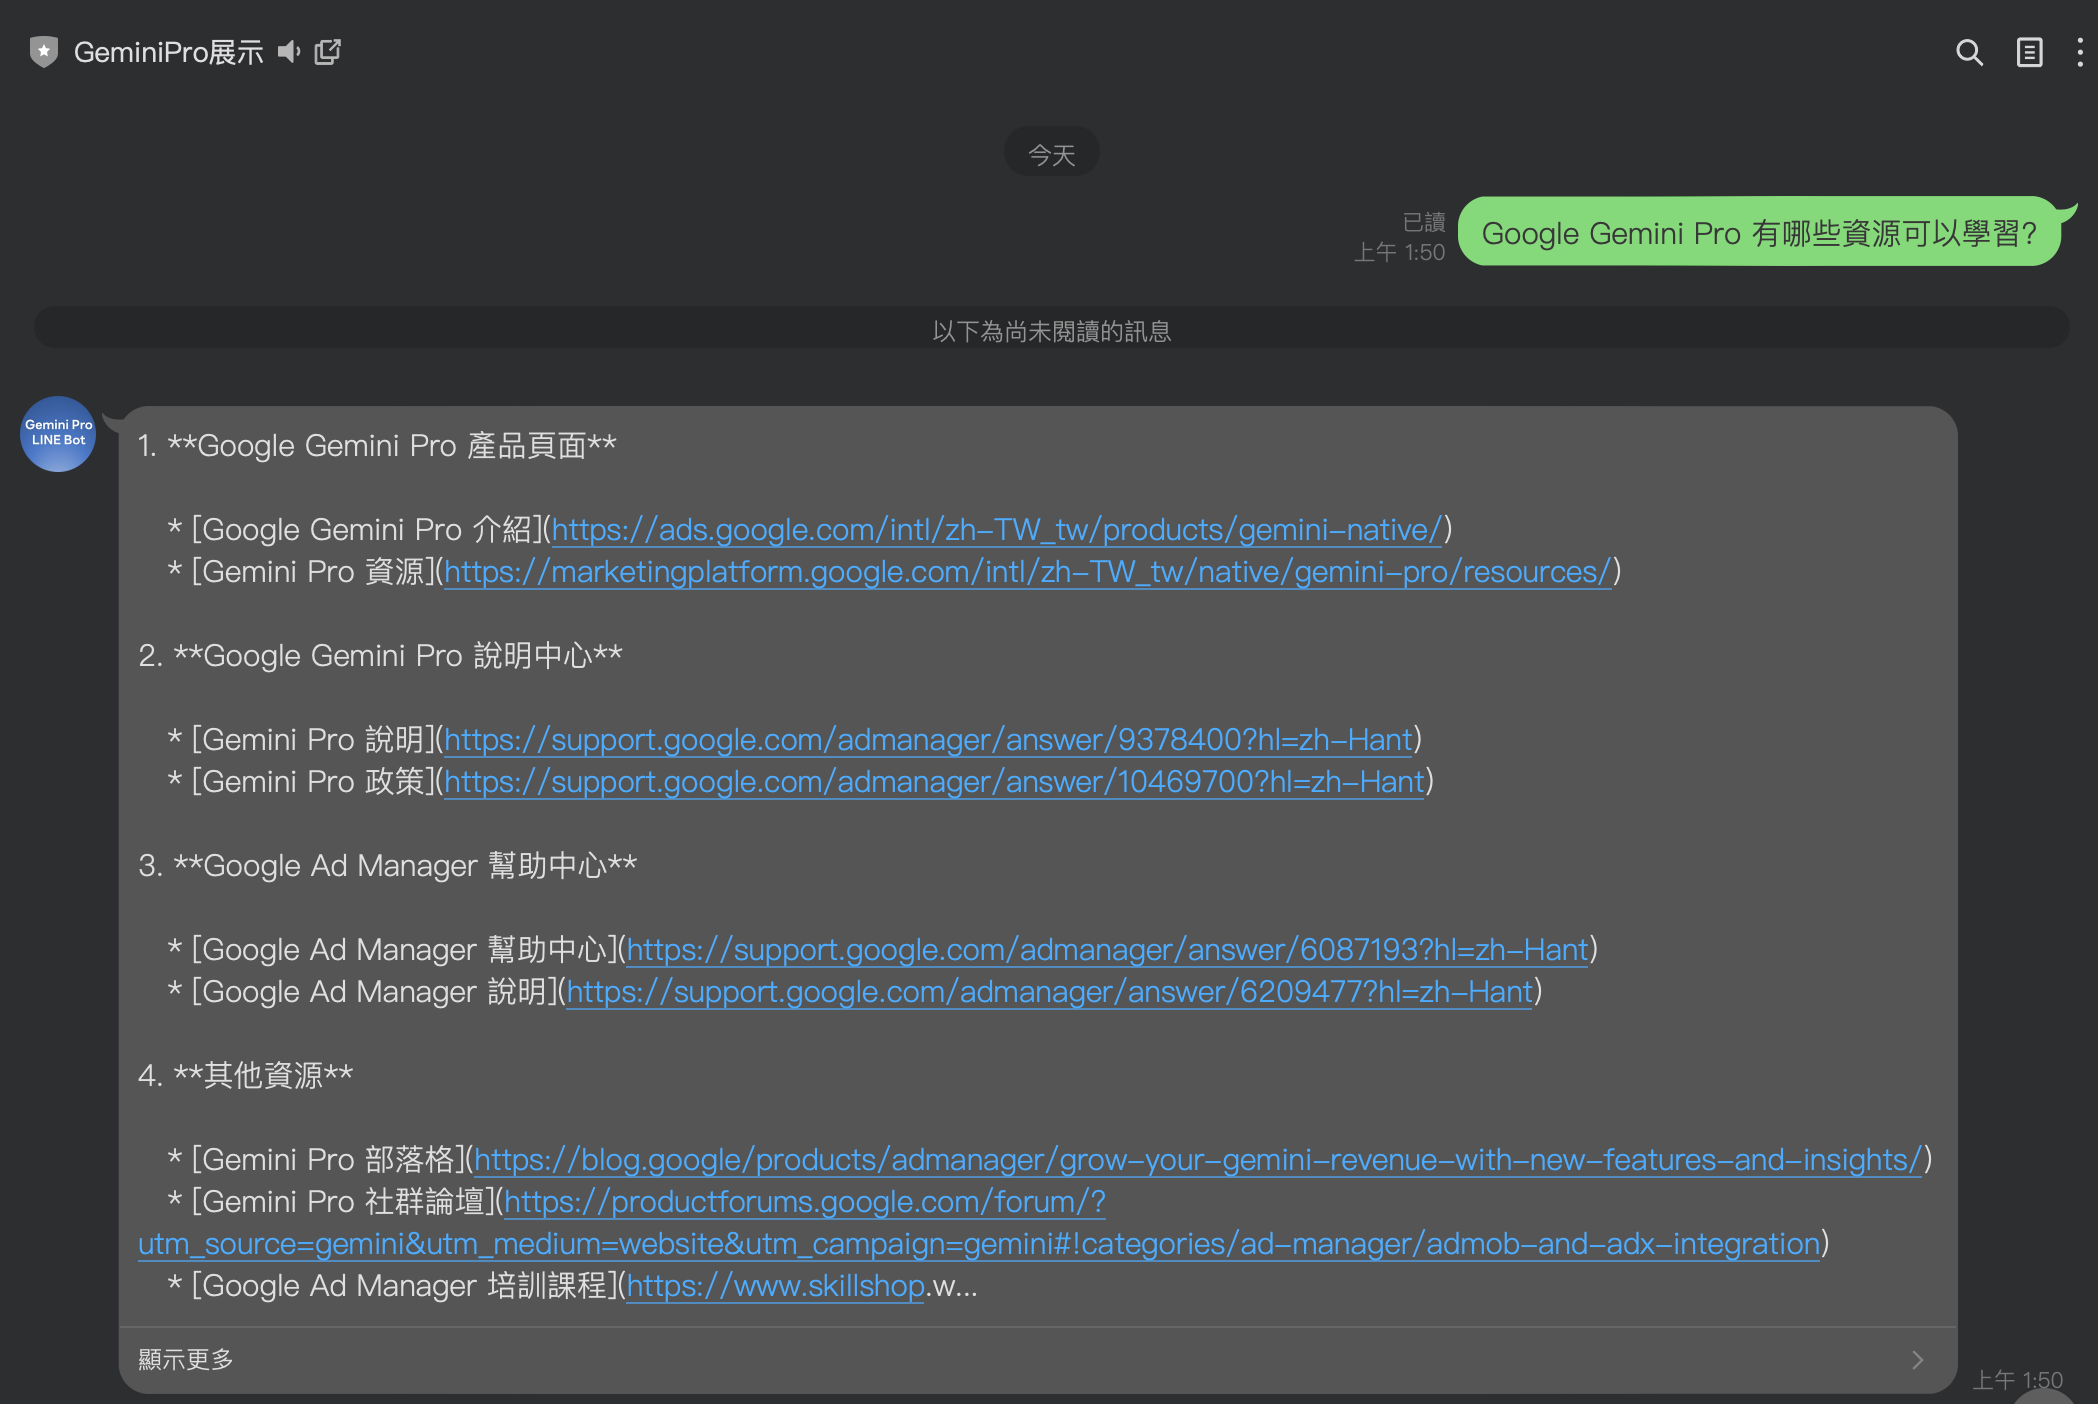 GeminiPro展示
今天
已讀
上午 1:50
Google Gemini Pro 有哪些資源可以學習?
以下為尚未閱讀的訊息
Gemini Pro
LINE Bot
1. **Google Gemini Pro 產品頁面**
* [Google Gemini Pro 介紹](https://ads.google.com/intl/zh-TW_tw/products/gemini-native/)
* [Gemini Pro 資源](https://marketingplatform.google.com/intl/zh-TW_tw/native/gemini-pro/resources/)
2. **Google Gemini Pro 說明中心**
* [Gemini Pro 說明](https://support.google.com/admanager/answer/9378400?hl=zh-Hant)
* [Gemini Pro 政策](https://support.google.com/admanager/answer/10469700?hl=zh-Hant)
3. **Google Ad Manager 幫助中心**
* [Google Ad Manager 幫助中心](https://support.google.com/admanager/answer/6087193?hl=zh-Hant)
* [Google Ad Manager 說明](https://support.google.com/admanager/answer/6209477?hl=zh-Hant)
4. **其他資源**
* [Gemini Pro 部落格](https://blog.google/products/admanager/grow-your-gemini-revenue-with-new-features-and-insights/)
* [Gemini Pro 社群論壇](https://productforums.google.com/forum/?
utm_source=gemini&utm_medium=website&utm_campaign=gemini#!categories/ad-manager/admob-and-adx-integration)
* [Google Ad Manager 培訓課程](https://www.skillshop.w...
顯示更多
上午 1:50